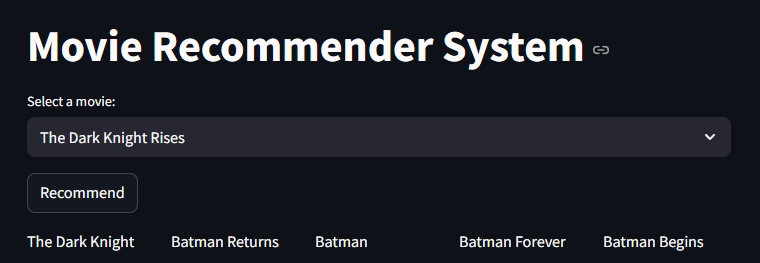 Movie Recommender System
Select a movie:
The Dark Knight Rises
Recommend
The Dark Knight Batman Returns Batman Batman Forever Batman Begins